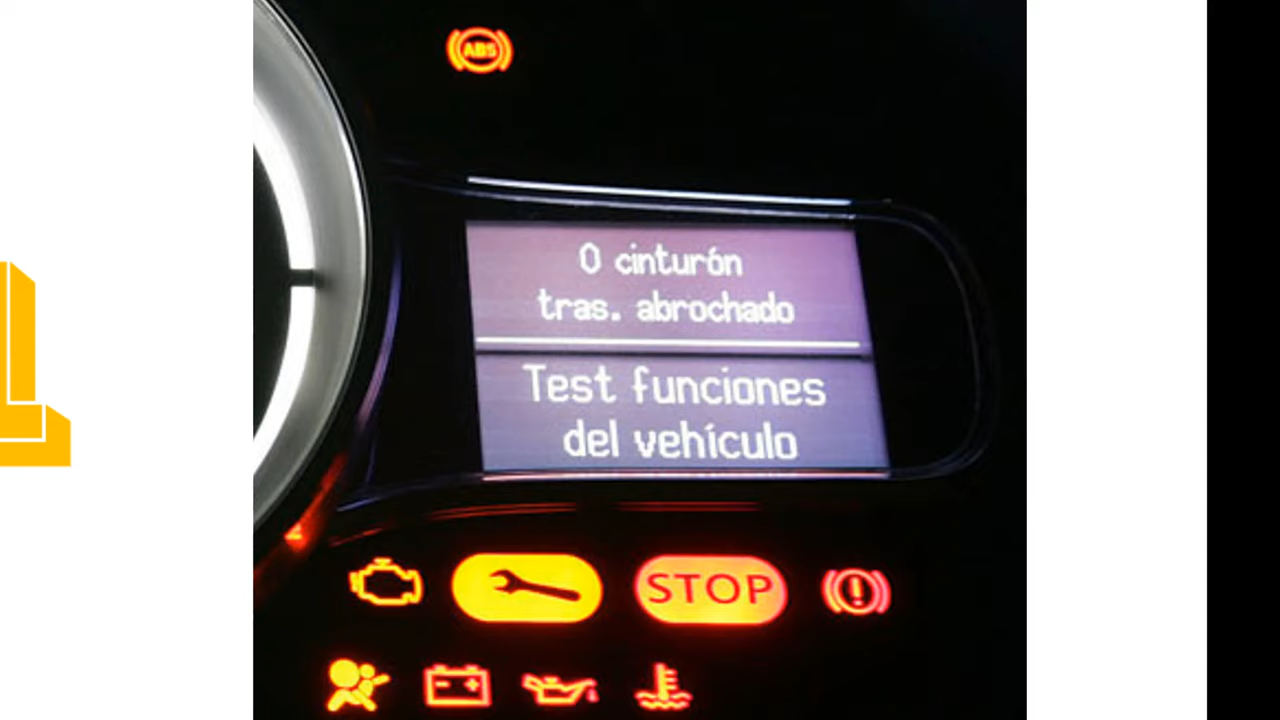 ABS
0 cinturón
tras. abrochado
Test funciones
del vehículo
STOP